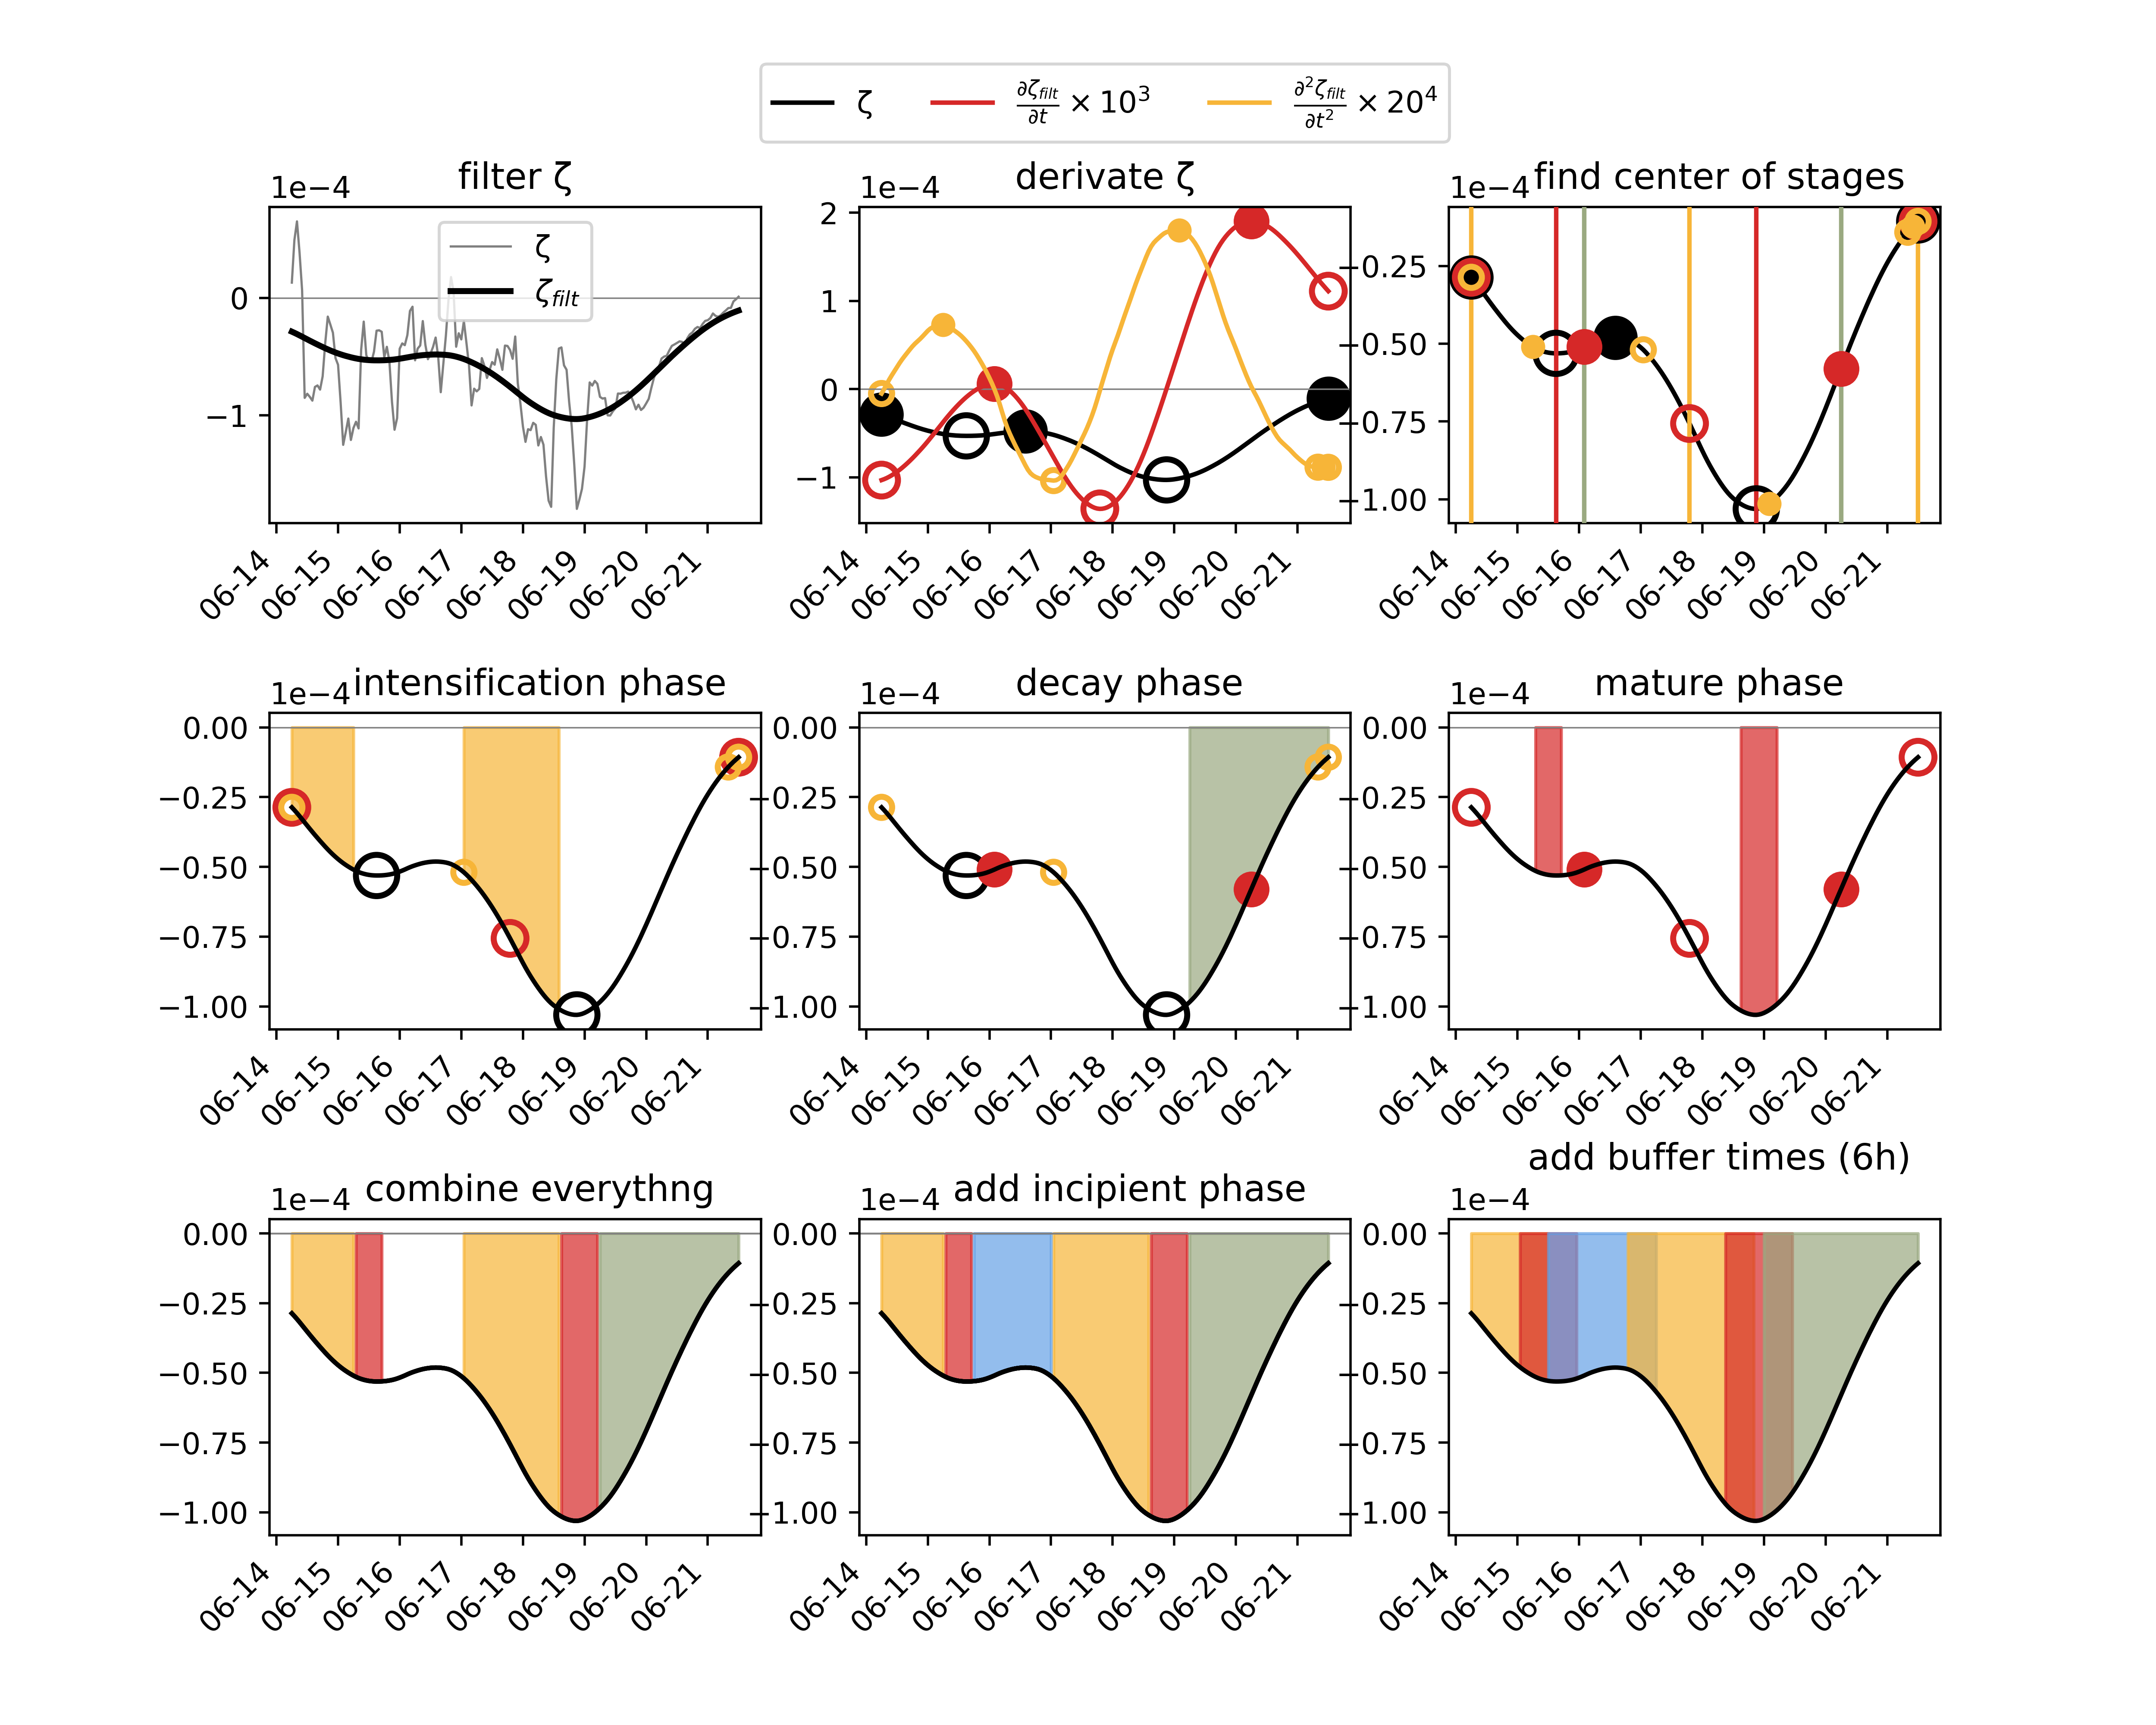 ζ ∂ζfilt/∂t × 10³ ∂²ζfilt/∂t² × 20⁴
filter ζ derivate ζ find center of stages
1e−4 1e−4 1e−4
ζ
ζfilt
0
−1
06-14 06-15 06-16 06-17 06-18 06-19 06-20 06-21
2
1
0
−1
06-14 06-15 06-16 06-17 06-18 06-19 06-20 06-21
−0.25
−0.50
−0.75
−1.00
06-14 06-15 06-16 06-17 06-18 06-19 06-20 06-21
intensification phase decay phase mature phase
1e−4 1e−4 1e−4
0.00
−0.25
−0.50
−0.75
−1.00
06-14 06-15 06-16 06-17 06-18 06-19 06-20 06-21
0.00
−0.25
−0.50
−0.75
−1.00
06-14 06-15 06-16 06-17 06-18 06-19 06-20 06-21
0.00
−0.25
−0.50
−0.75
−1.00
06-14 06-15 06-16 06-17 06-18 06-19 06-20 06-21
combine everythng add incipient phase add buffer times (6h)
1e−4 1e−4 1e−4
0.00
−0.25
−0.50
−0.75
−1.00
06-14 06-15 06-16 06-17 06-18 06-19 06-20 06-21
0.00
−0.25
−0.50
−0.75
−1.00
06-14 06-15 06-16 06-17 06-18 06-19 06-20 06-21
0.00
−0.25
−0.50
−0.75
−1.00
06-14 06-15 06-16 06-17 06-18 06-19 06-20 06-21